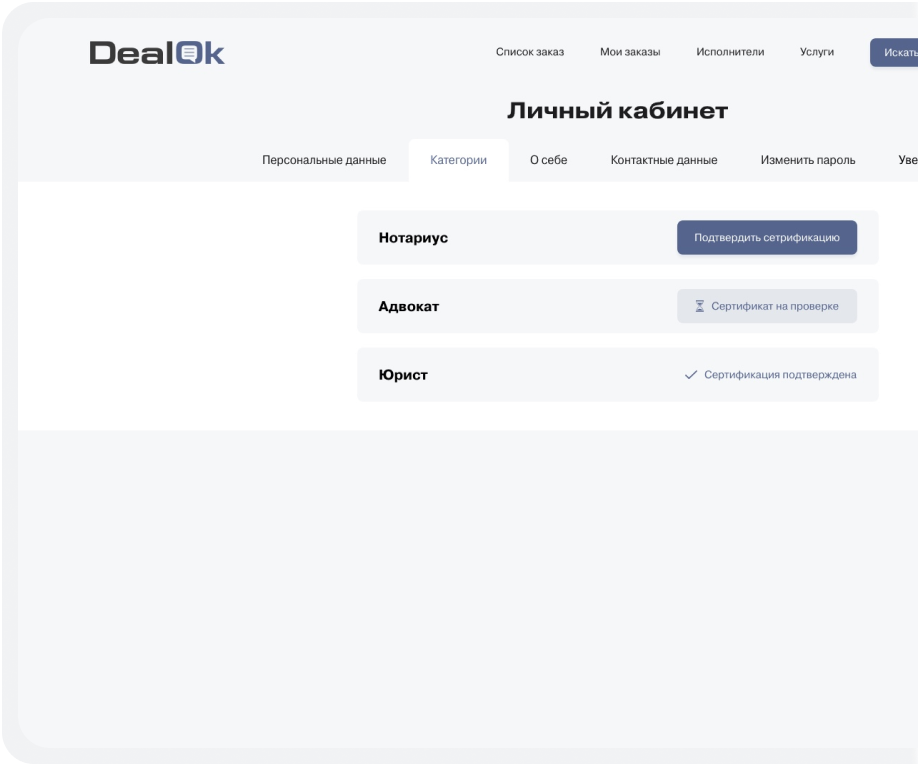 DealOk
Список заказ Мои заказы Исполнители Услуги Искать
Личный кабинет
Персональные данные Категории О себе Контактные данные Изменить пароль Уве
Нотариус Подтвердить сетрификацию
Адвокат Сертификат на проверке
Юрист Сертификация подтверждена